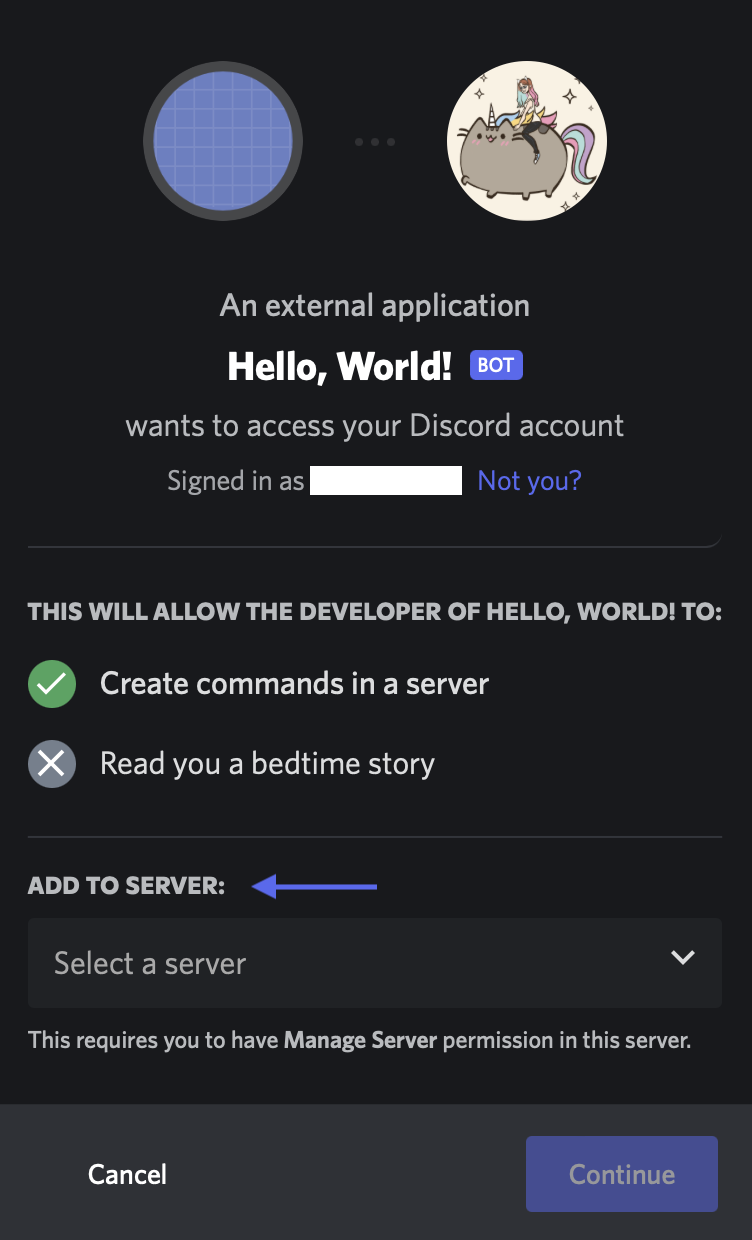 An external application
Hello, World! BOT
wants to access your Discord account
Signed in as Not you?
THIS WILL ALLOW THE DEVELOPER OF HELLO, WORLD! TO:
Create commands in a server
Read you a bedtime story
ADD TO SERVER:
Select a server
This requires you to have Manage Server permission in this server.
Cancel Continue